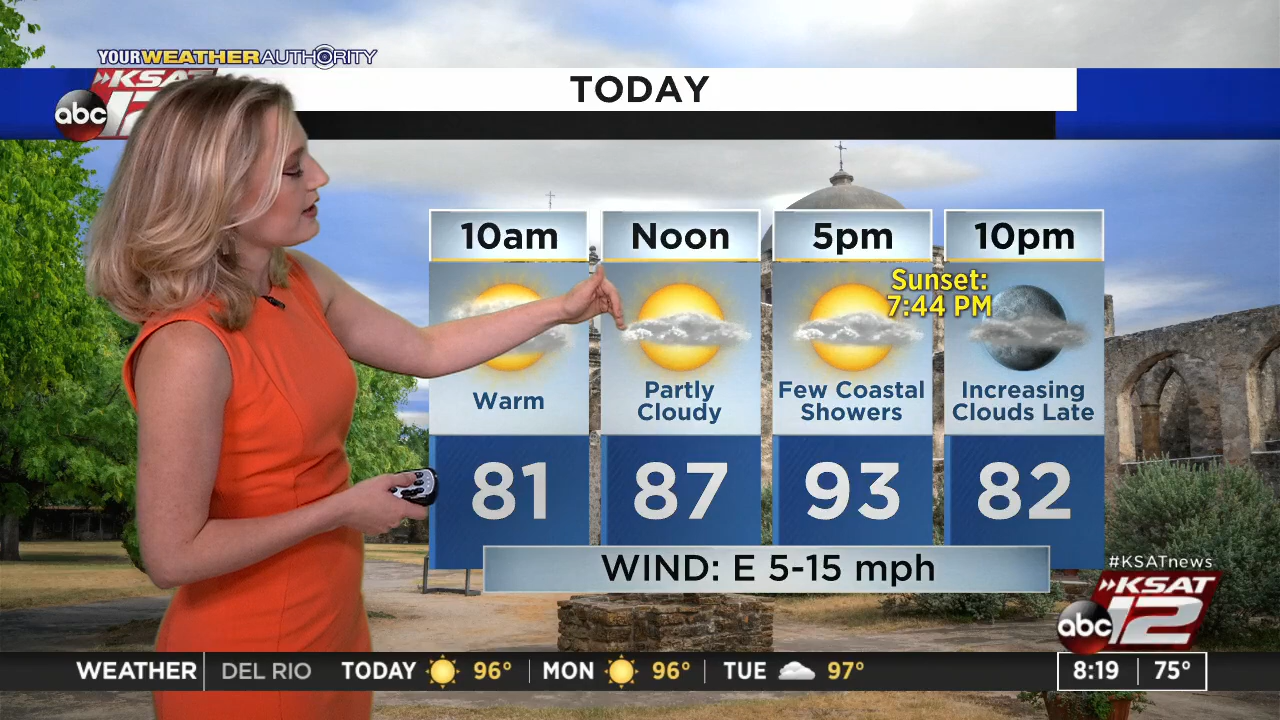 YOURWEATHERAUTHORITY
KSAT
abc 12
TODAY
10am
Noon
5pm
10pm
Sunset:
7:44 PM
Warm
Partly
Cloudy
Few Coastal
Showers
Increasing
Clouds Late
81
87
93
82
WIND: E 5-15 mph
#KSATnews
KSAT
abc 12
WEATHER DEL RIO TODAY 96° MON 96° TUE 97° 8:19 75°